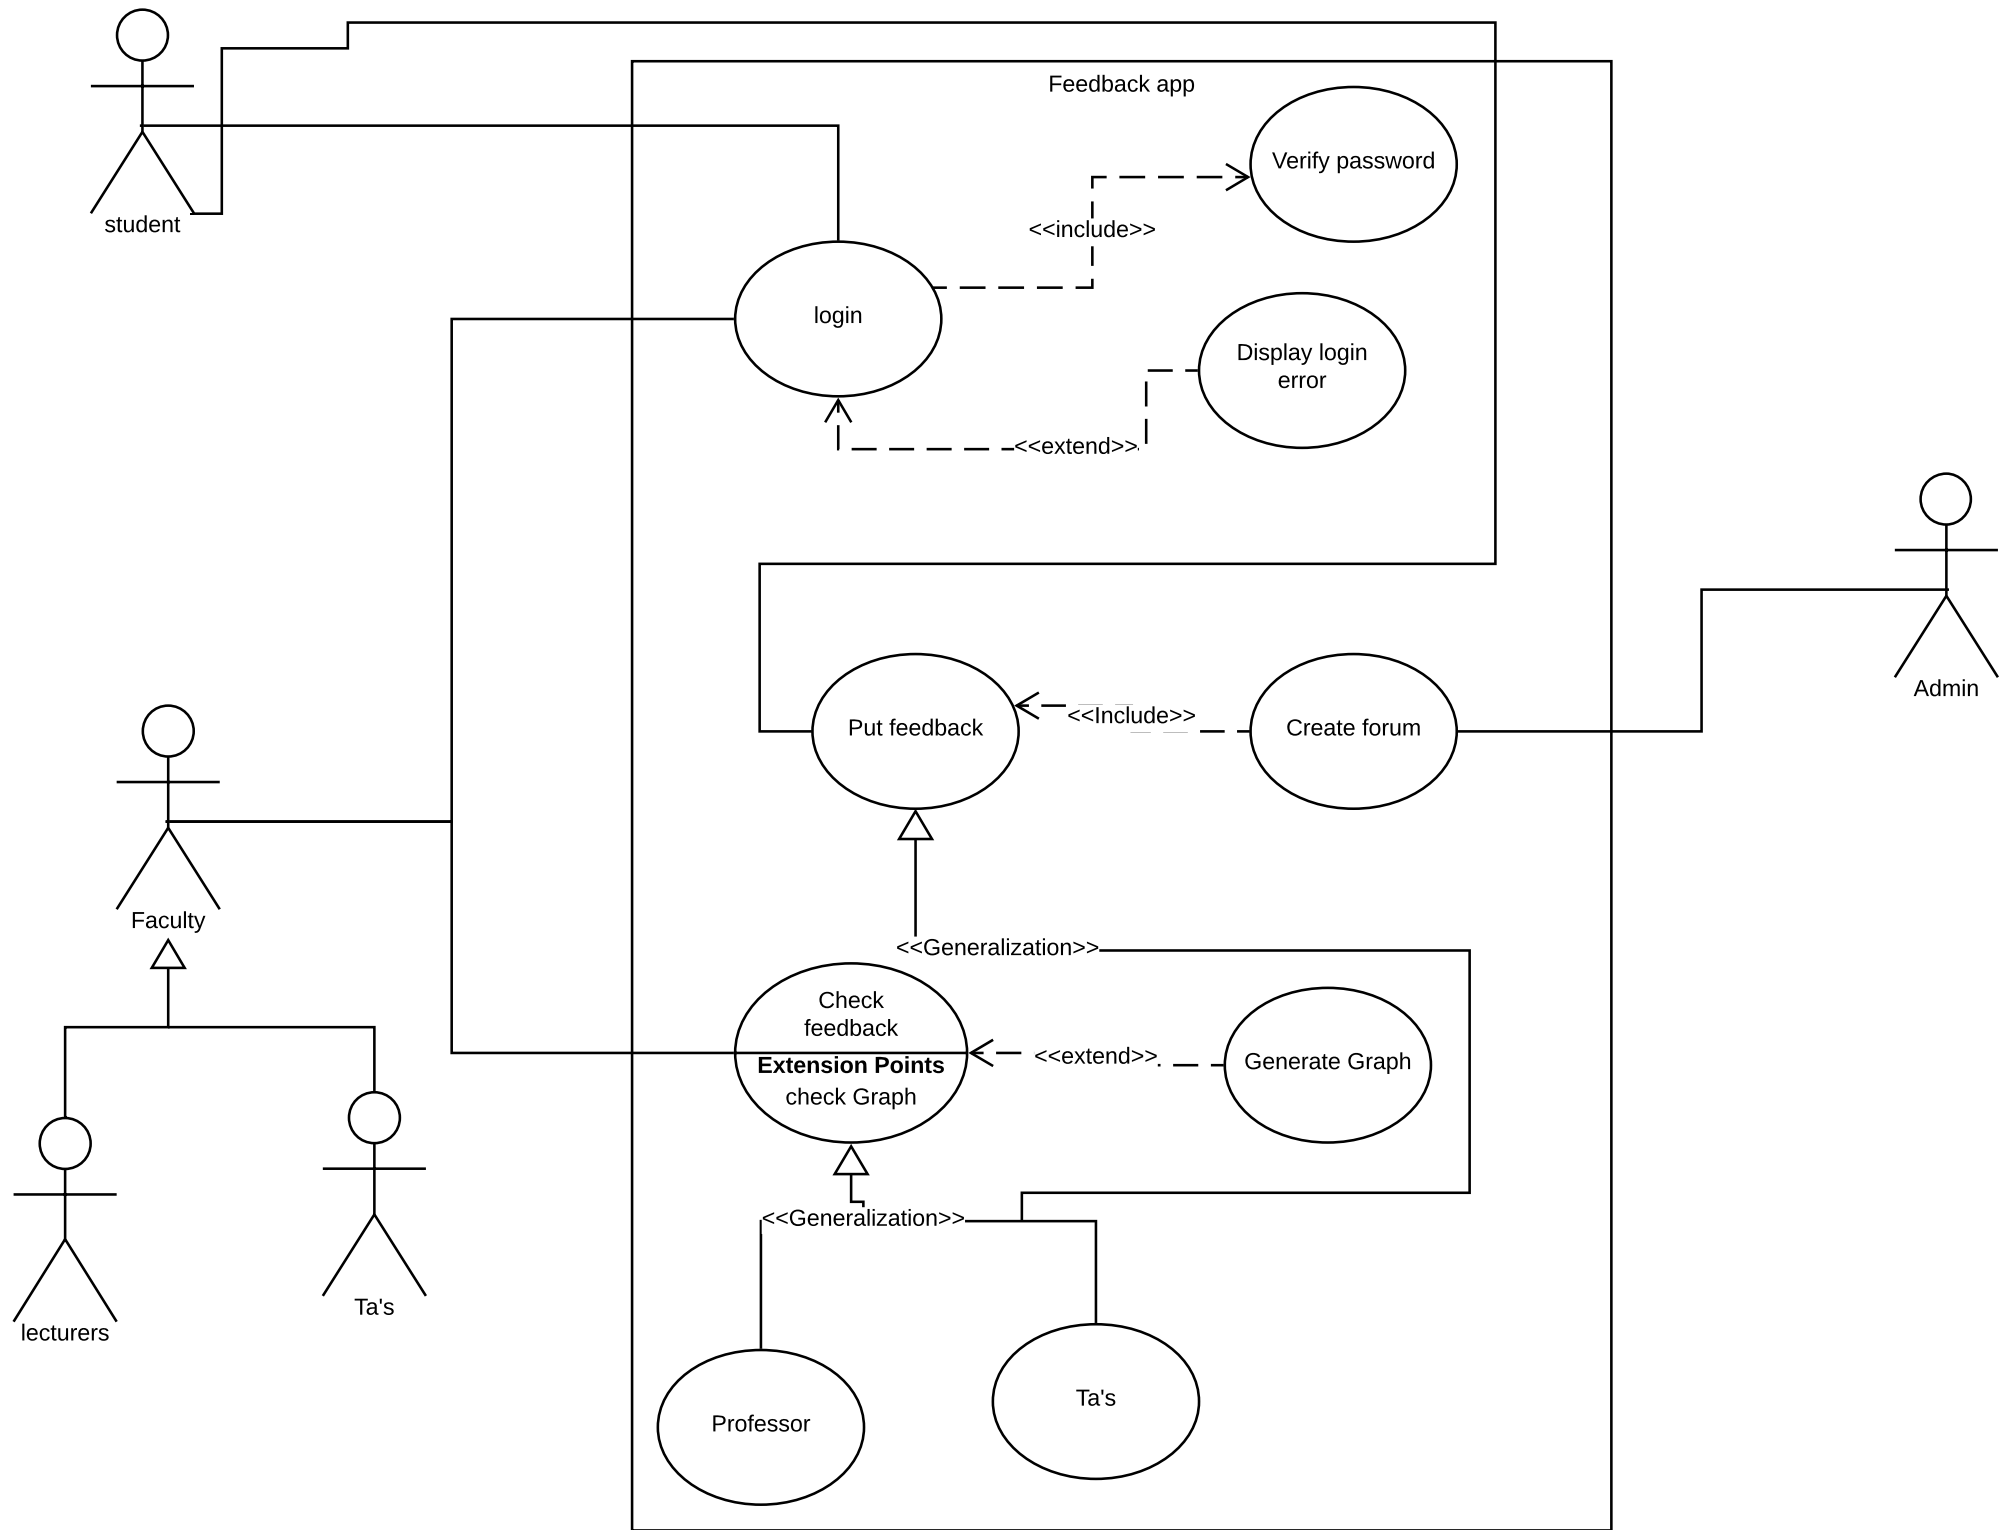 Feedback app
Verify password
student
<<include>>
login
Display login
error
<<extend>>
Admin
<<Include>>
Put feedback
Create forum
Faculty
<<Generalization>>
Check
feedback
<<extend>>
Generate Graph
Extension Points
check Graph
<<Generalization>>
Ta's
lecturers
Ta's
Professor